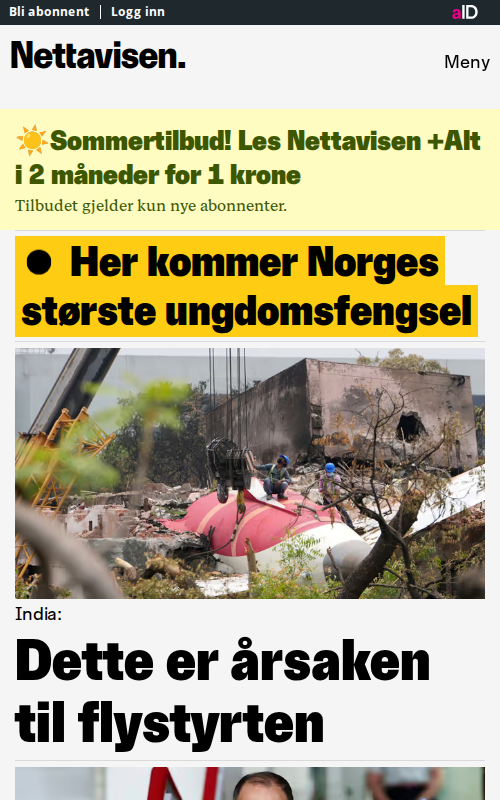 Bli abonnent
Logg inn
aID
Nettavisen.
Meny
☀️Sommertilbud! Les Nettavisen +Alt
i 2 måneder for 1 krone
Tilbudet gjelder kun nye abonnenter.
● Her kommer Norges
største ungdomsfengsel
India:
Dette er årsaken
til flystyrten